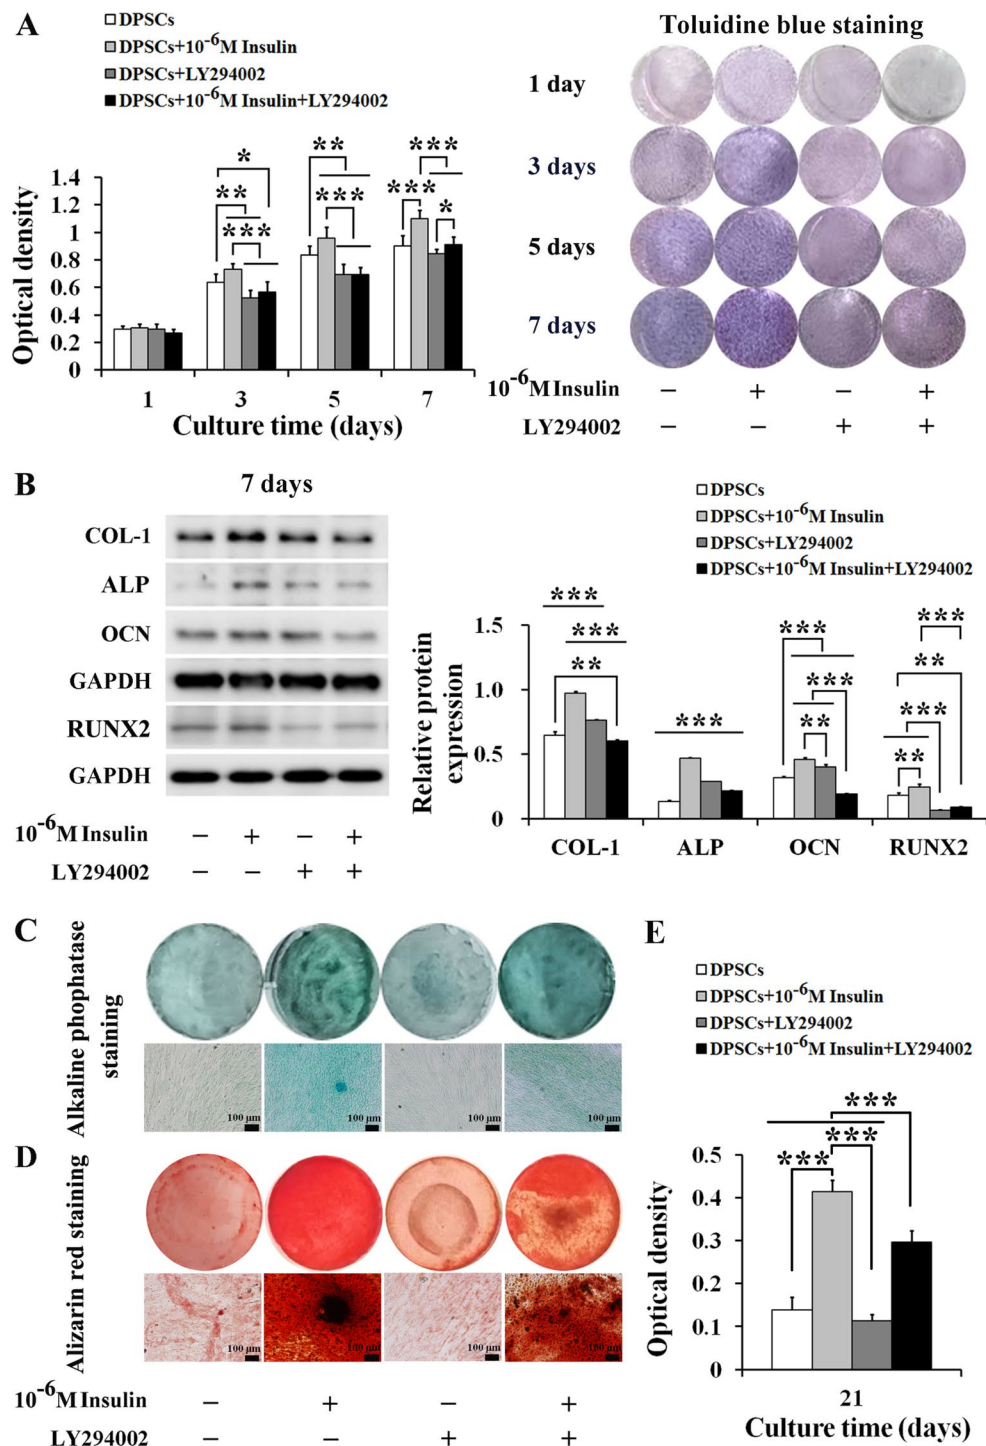 A
DPSCs
DPSCs+10⁻⁶M Insulin
DPSCs+LY294002
DPSCs+10⁻⁶M Insulin+LY294002
Optical density
1.4
1.2
1
0.8
0.6
0.4
0.2
0
*
**
***
**
***
***
***
*
1 3 5 7
Culture time (days)
Toluidine blue staining
1 day
3 days
5 days
7 days
10⁻⁶M Insulin − + − +
LY294002 − − + +
B
7 days
COL-1
ALP
OCN
GAPDH
RUNX2
GAPDH
10⁻⁶M Insulin − + − +
LY294002 − − + +
DPSCs
DPSCs+10⁻⁶M Insulin
DPSCs+LY294002
DPSCs+10⁻⁶M Insulin+LY294002
Relative protein
expression
1.5
1.0
0.5
0
***
***
**
***
***
***
**
***
**
***
**
COL-1 ALP OCN RUNX2
C
Alkaline phophatase
staining
100 μm 100 μm 100 μm 100 μm
D
Alizarin red staining
100 μm 100 μm 100 μm 100 μm
10⁻⁶M Insulin − + − +
LY294002 − − + +
E
DPSCs
DPSCs+10⁻⁶M Insulin
DPSCs+LY294002
DPSCs+10⁻⁶M Insulin+LY294002
Optical density
0.5
0.4
0.3
0.2
0.1
0
***
***
***
21
Culture time (days)